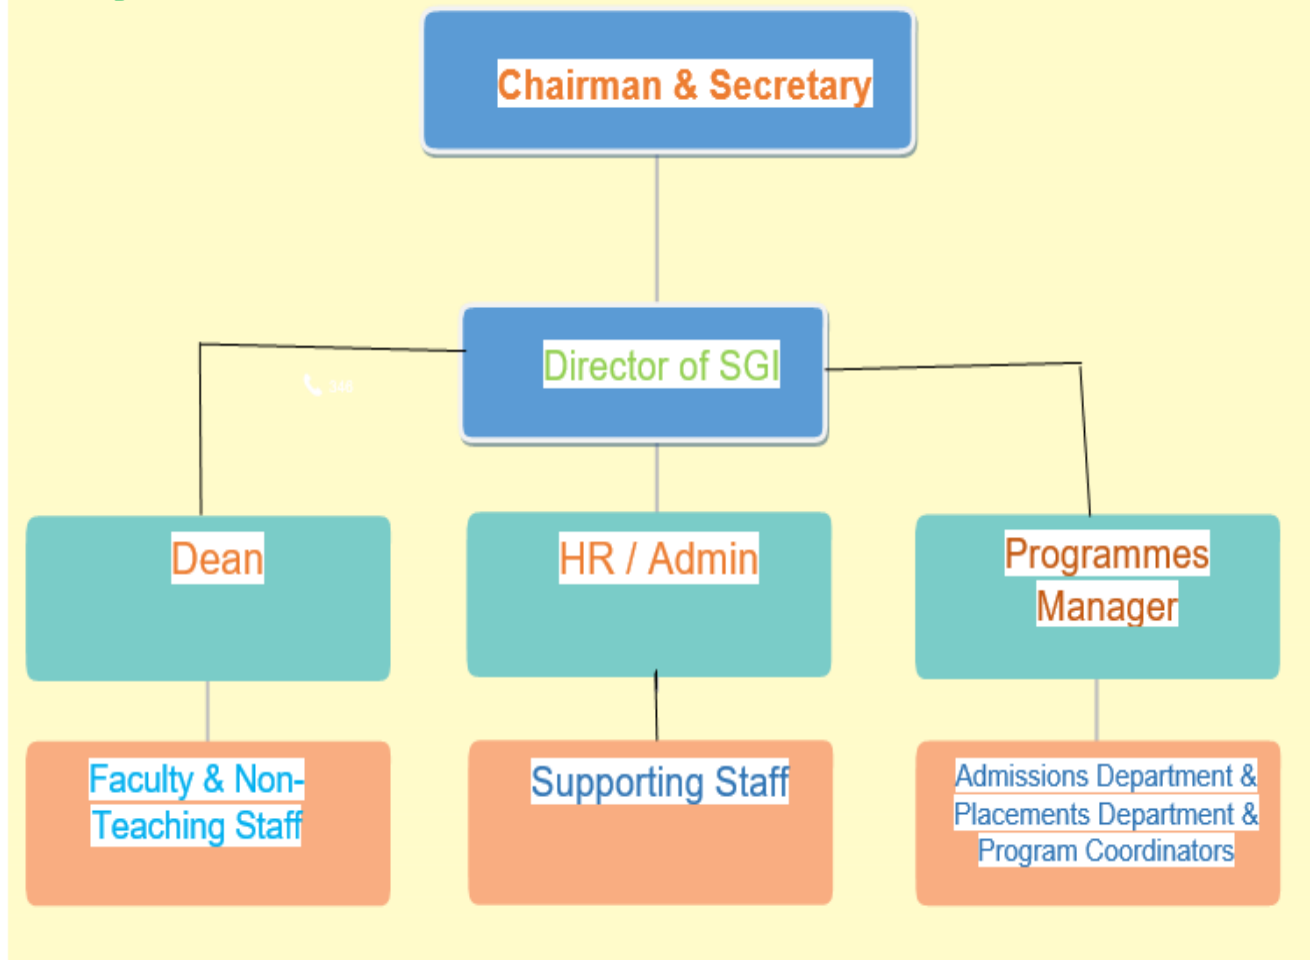 Chairman & Secretary
Director of SGI
Dean
HR / Admin
Programmes
Manager
Faculty & Non-
Teaching Staff
Supporting Staff
Admissions Department &
Placements Department &
Program Coordinators